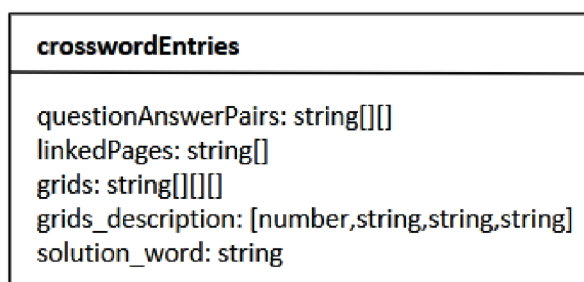 crosswordEntries
questionAnswerPairs: string[][]
linkedPages: string[]
grids: string[][][]
grids_description: [number,string,string,string]
solution_word: string